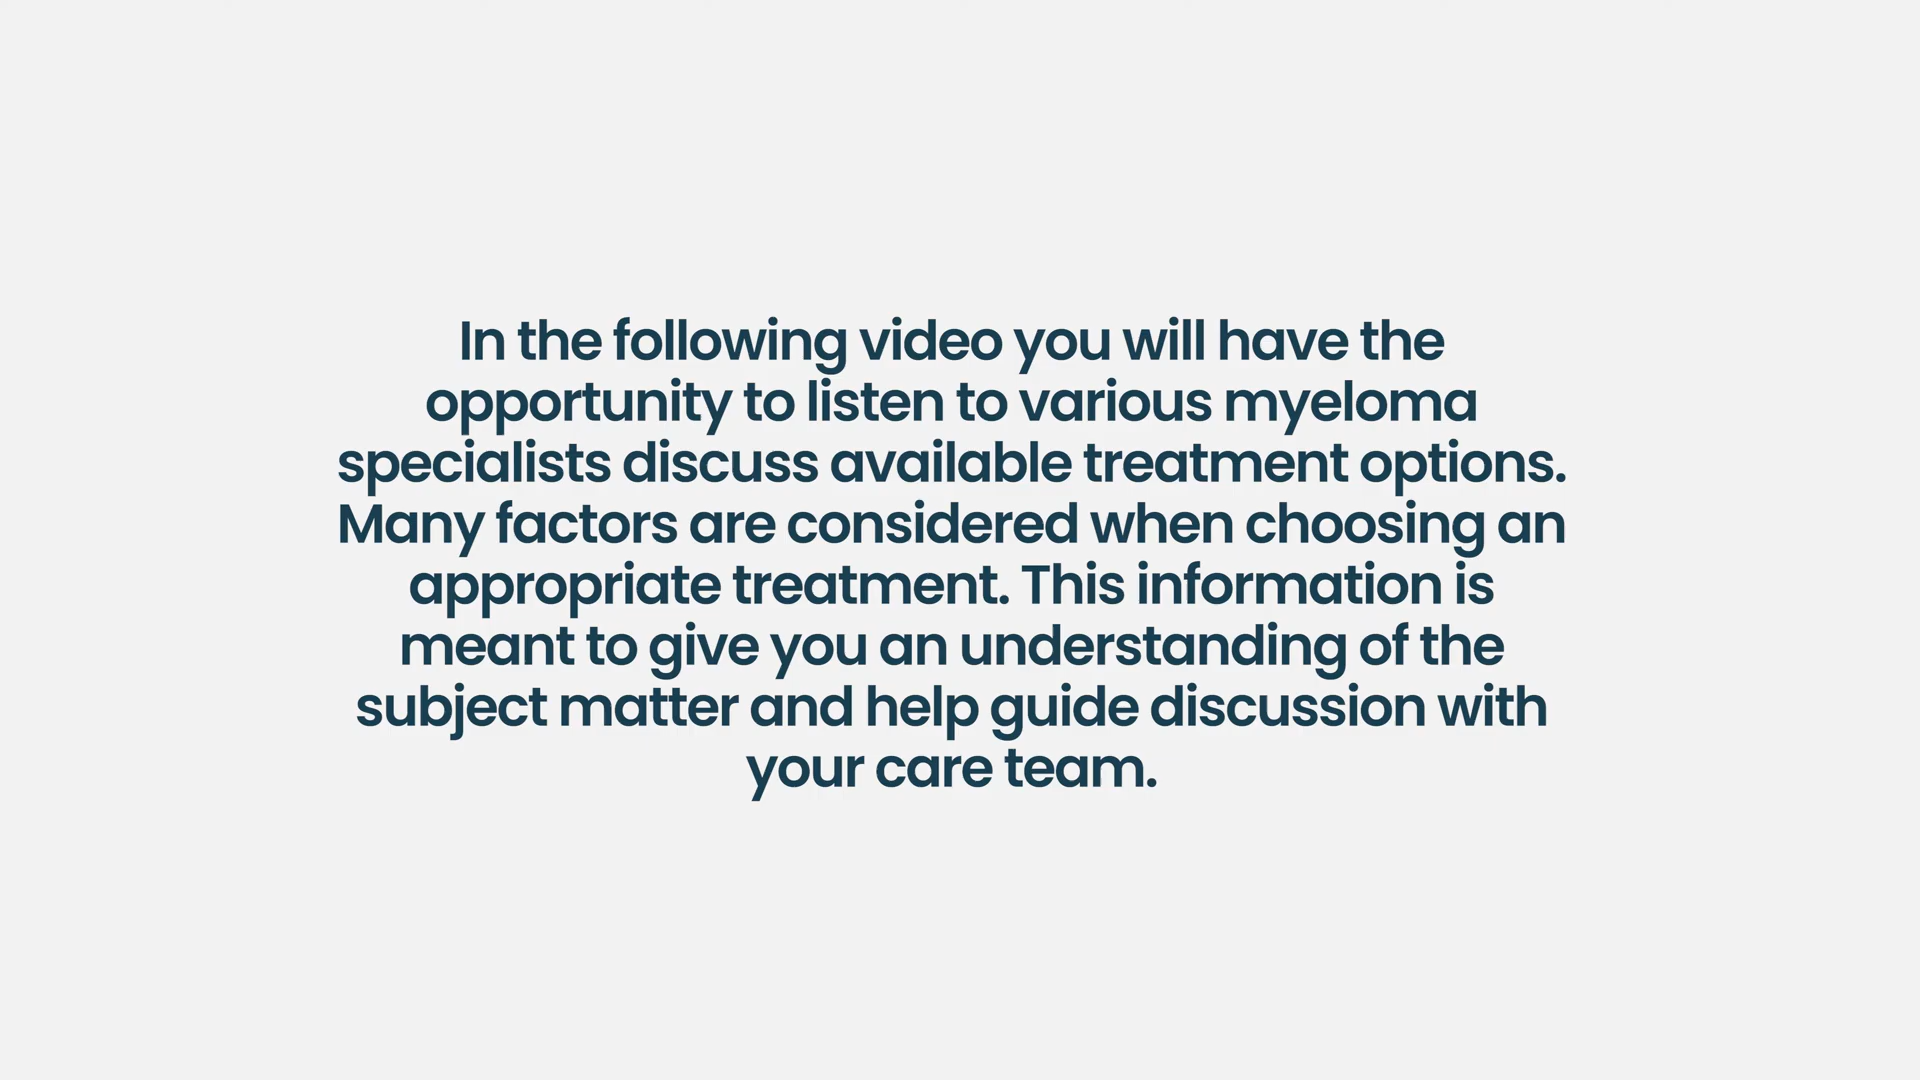 In the following video you will have the
opportunity to listen to various myeloma
specialists discuss available treatment options.
Many factors are considered when choosing an
appropriate treatment. This information is
meant to give you an understanding of the
subject matter and help guide discussion with
your care team.